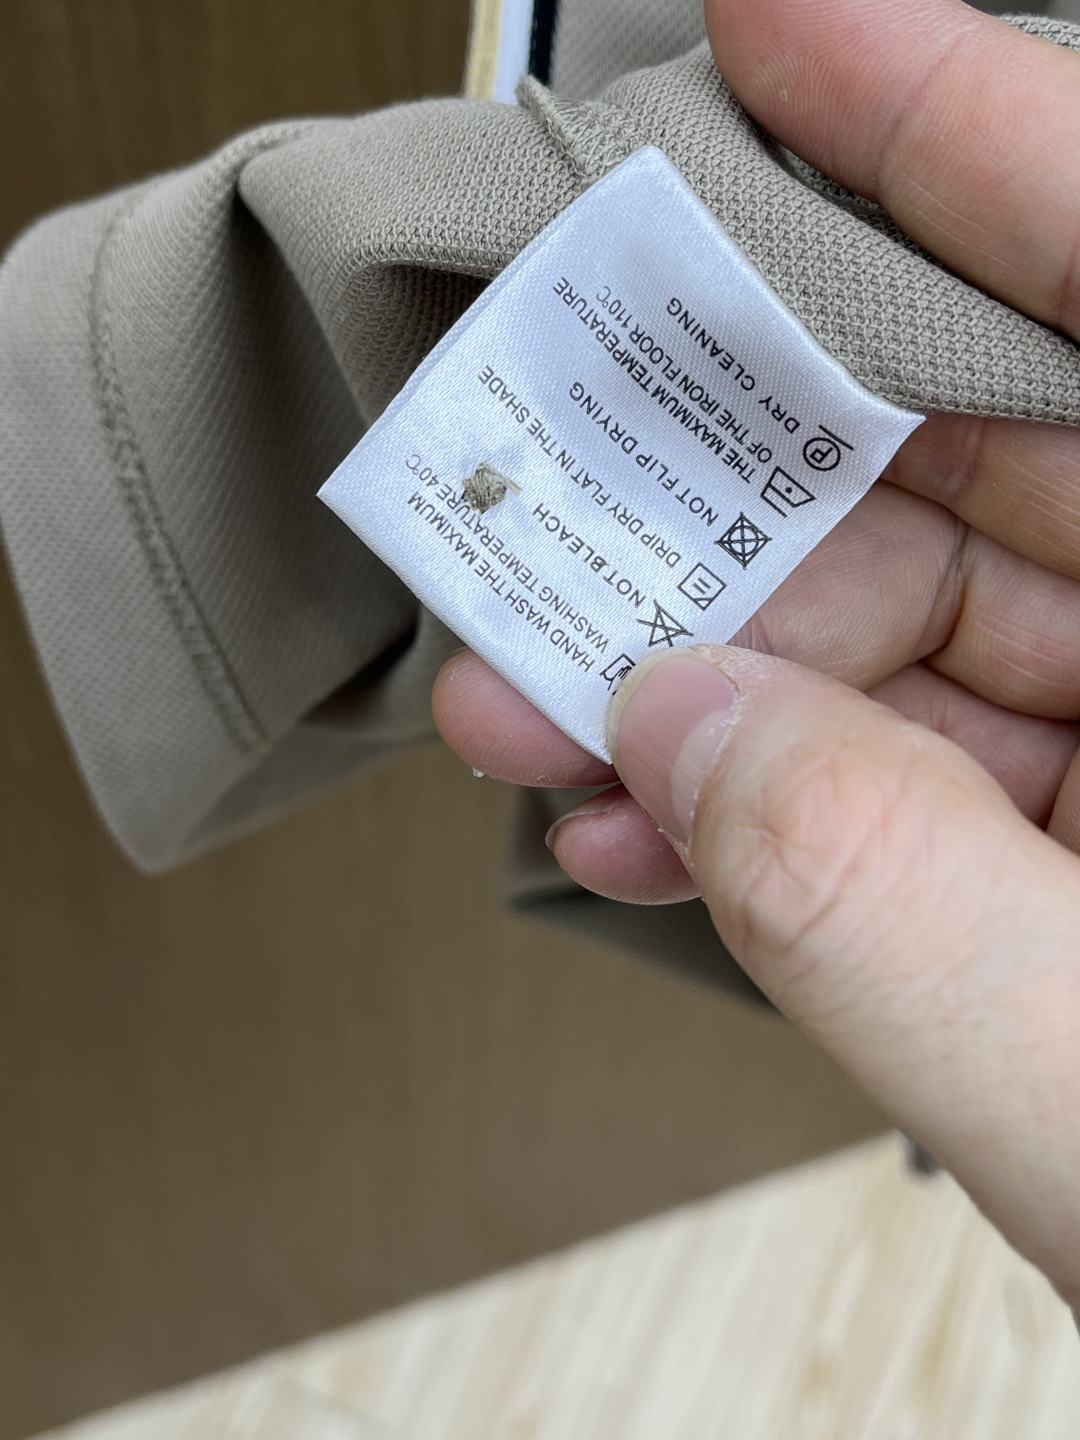 HAND WASH THE MAXIMUM
WASHING TEMPERATURE 40℃
NOT BLEACH
DRIP DRY FLAT IN THE SHADE
NOT FLIP DRYING
THE MAXIMUM TEMPERATURE
OF THE IRON FLOOR 110℃
Ⓟ DRY CLEANING